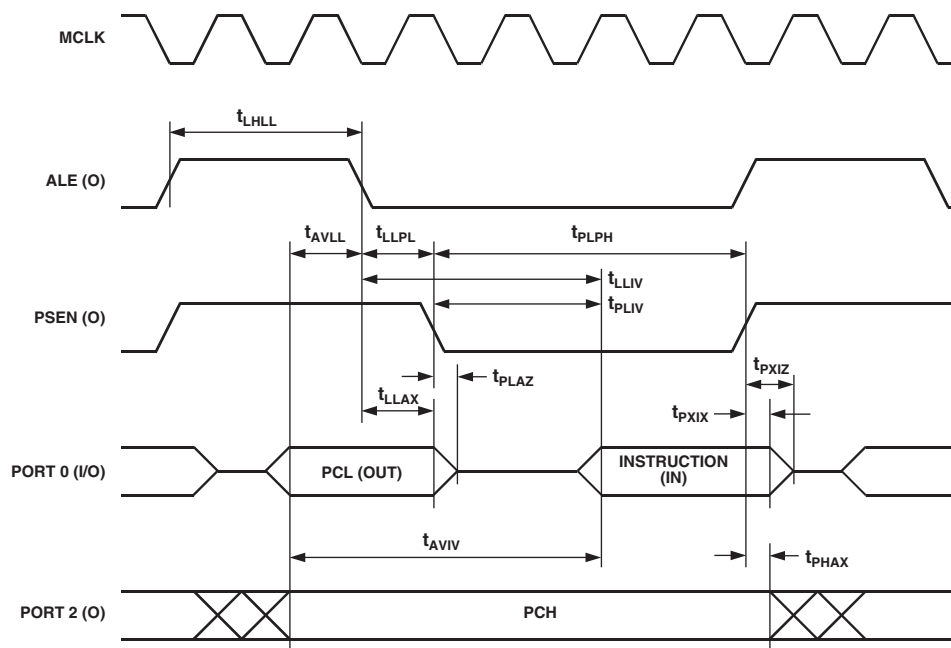 MCLK
tLHLL
ALE (O)
tAVLL
tLLPL
tPLPH
tLLIV
PSEN (O)
tPLIV
tPLAZ
tPXIZ
tLLAX
tPXIX
PORT 0 (I/O)
PCL (OUT)
INSTRUCTION
(IN)
tAVIV
tPHAX
PORT 2 (O)
PCH